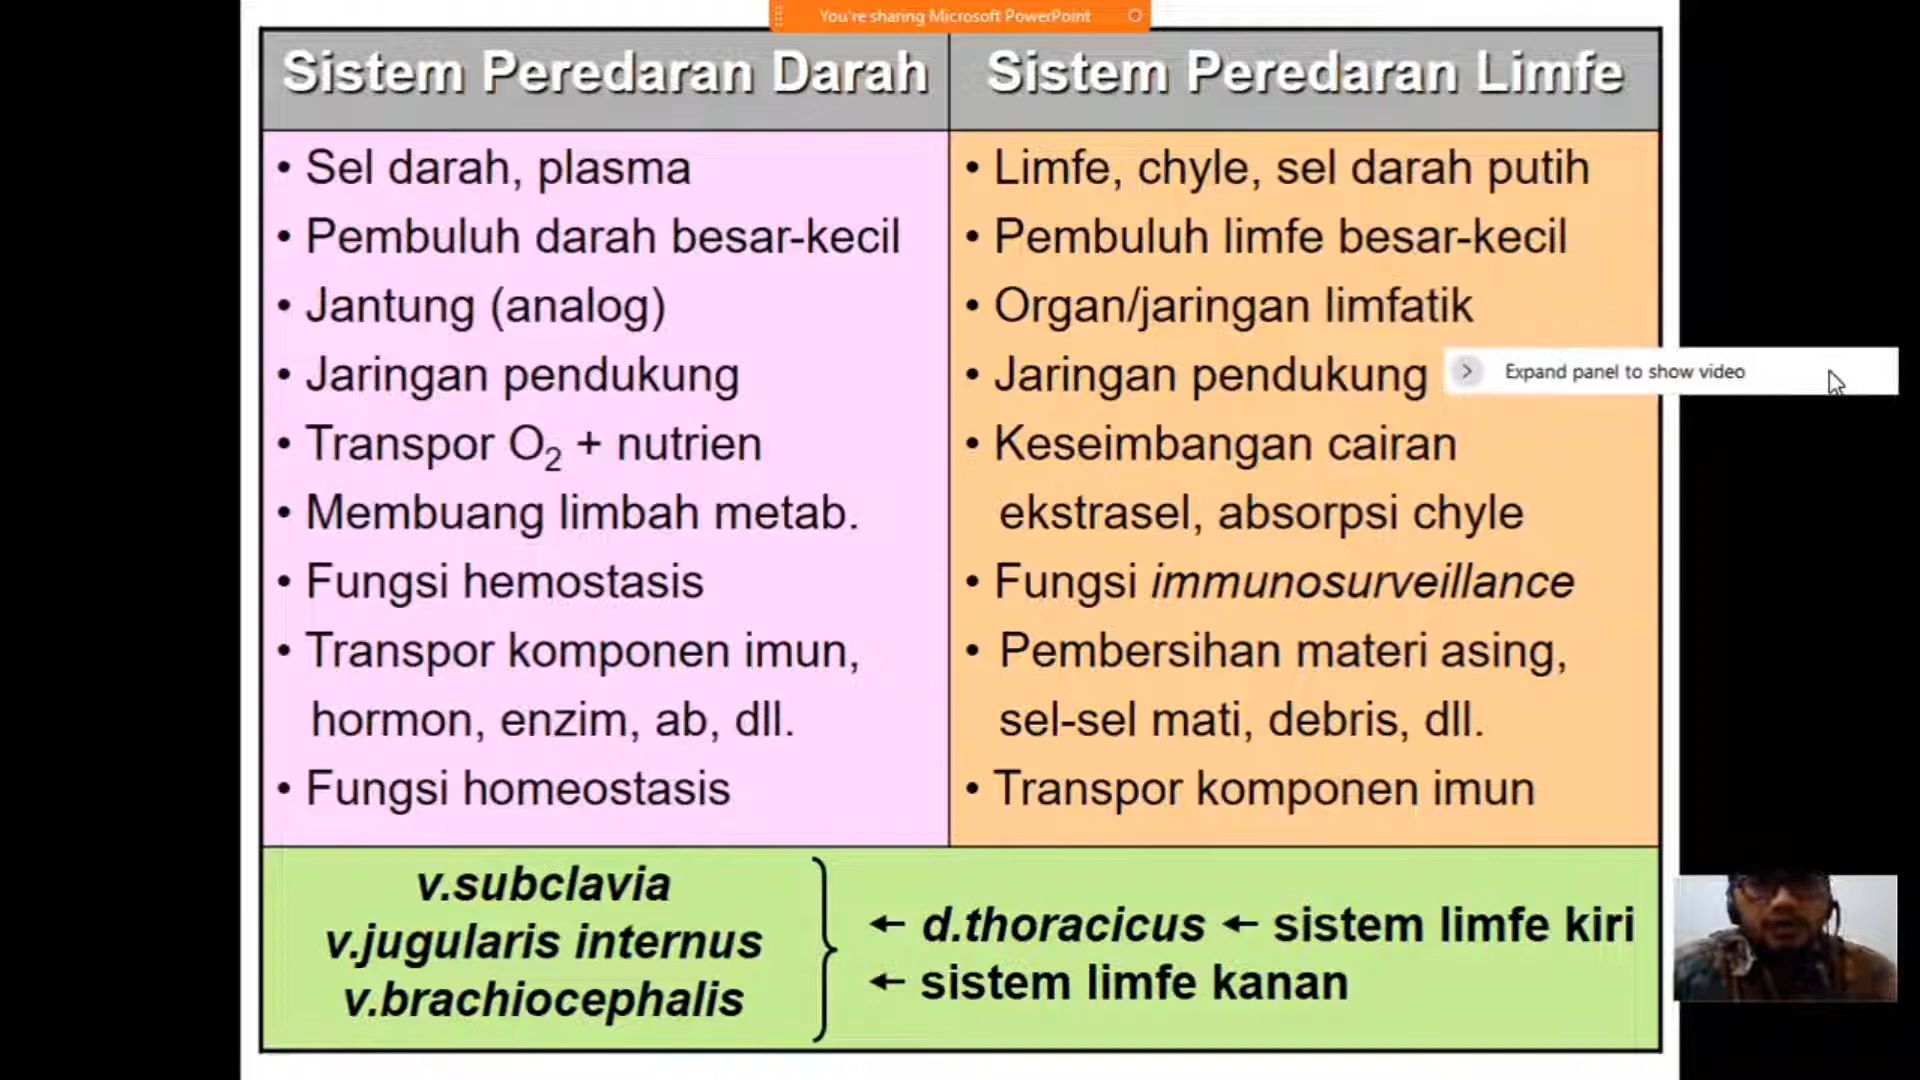 You're sharing Microsoft PowerPoint
Sistem Peredaran Darah
• Sel darah, plasma
• Pembuluh darah besar-kecil
• Jantung (analog)
• Jaringan pendukung
• Transpor O₂ + nutrien
• Membuang limbah metab.
• Fungsi hemostasis
• Transpor komponen imun,
hormon, enzim, ab, dll.
• Fungsi homeostasis
Sistem Peredaran Limfe
• Limfe, chyle, sel darah putih
• Pembuluh limfe besar-kecil
• Organ/jaringan limfatik
• Jaringan pendukung
• Keseimbangan cairan
ekstrasel, absorpsi chyle
• Fungsi immunosurveillance
• Pembersihan materi asing,
sel-sel mati, debris, dll.
• Transpor komponen imun
Expand panel to show video
v.subclavia
v.jugularis internus
v.brachiocephalis
← d.thoracicus ← sistem limfe kiri
← sistem limfe kanan